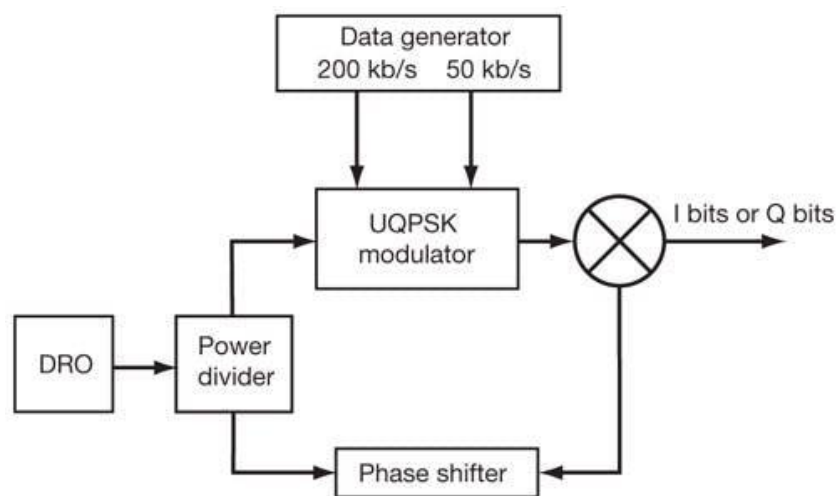 Data generator
200 kb/s 50 kb/s
UQPSK
modulator
I bits or Q bits
DRO
Power
divider
Phase shifter